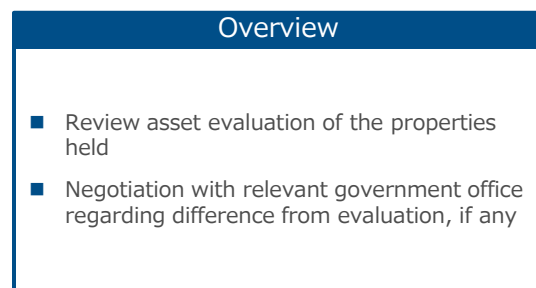 Overview
Review asset evaluation of the properties
held
Negotiation with relevant government office
regarding difference from evaluation, if any